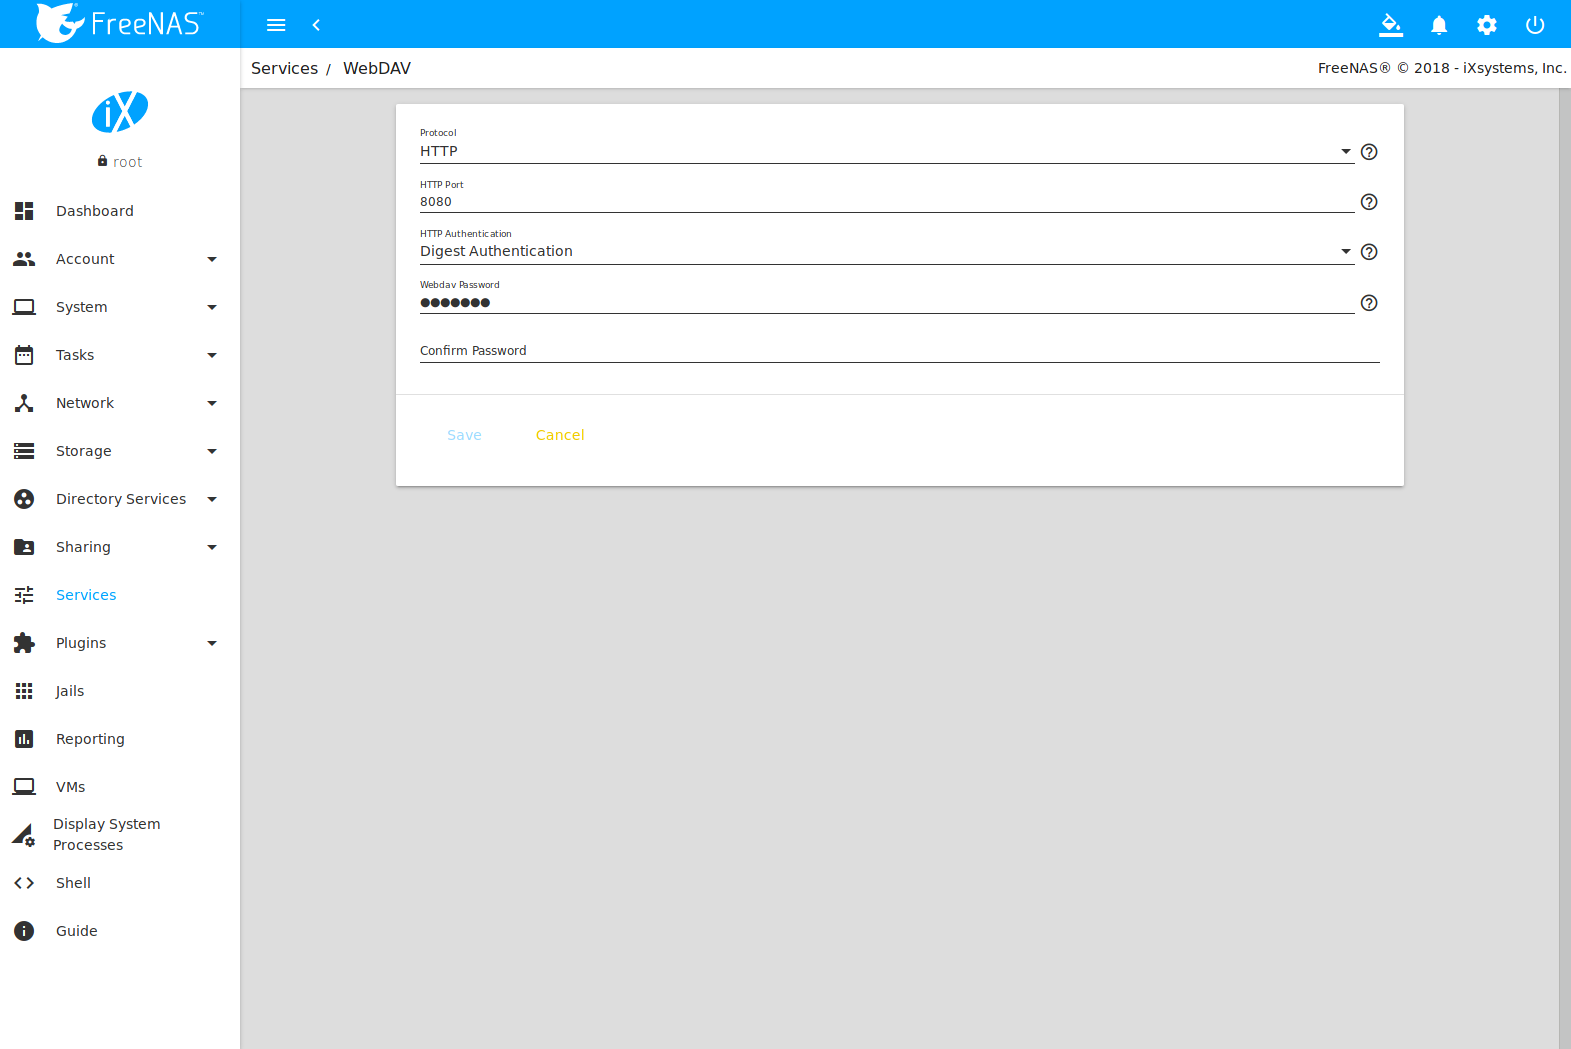 FreeNAS™
Services / WebDAV
FreeNAS® © 2018 - iXsystems, Inc.
iX
root
Dashboard
Account
System
Tasks
Network
Storage
Directory Services
Sharing
Services
Plugins
Jails
Reporting
VMs
Display System
Processes
Shell
Guide
Protocol
HTTP
HTTP Port
8080
HTTP Authentication
Digest Authentication
Webdav Password
●●●●●●●
Confirm Password
Save Cancel